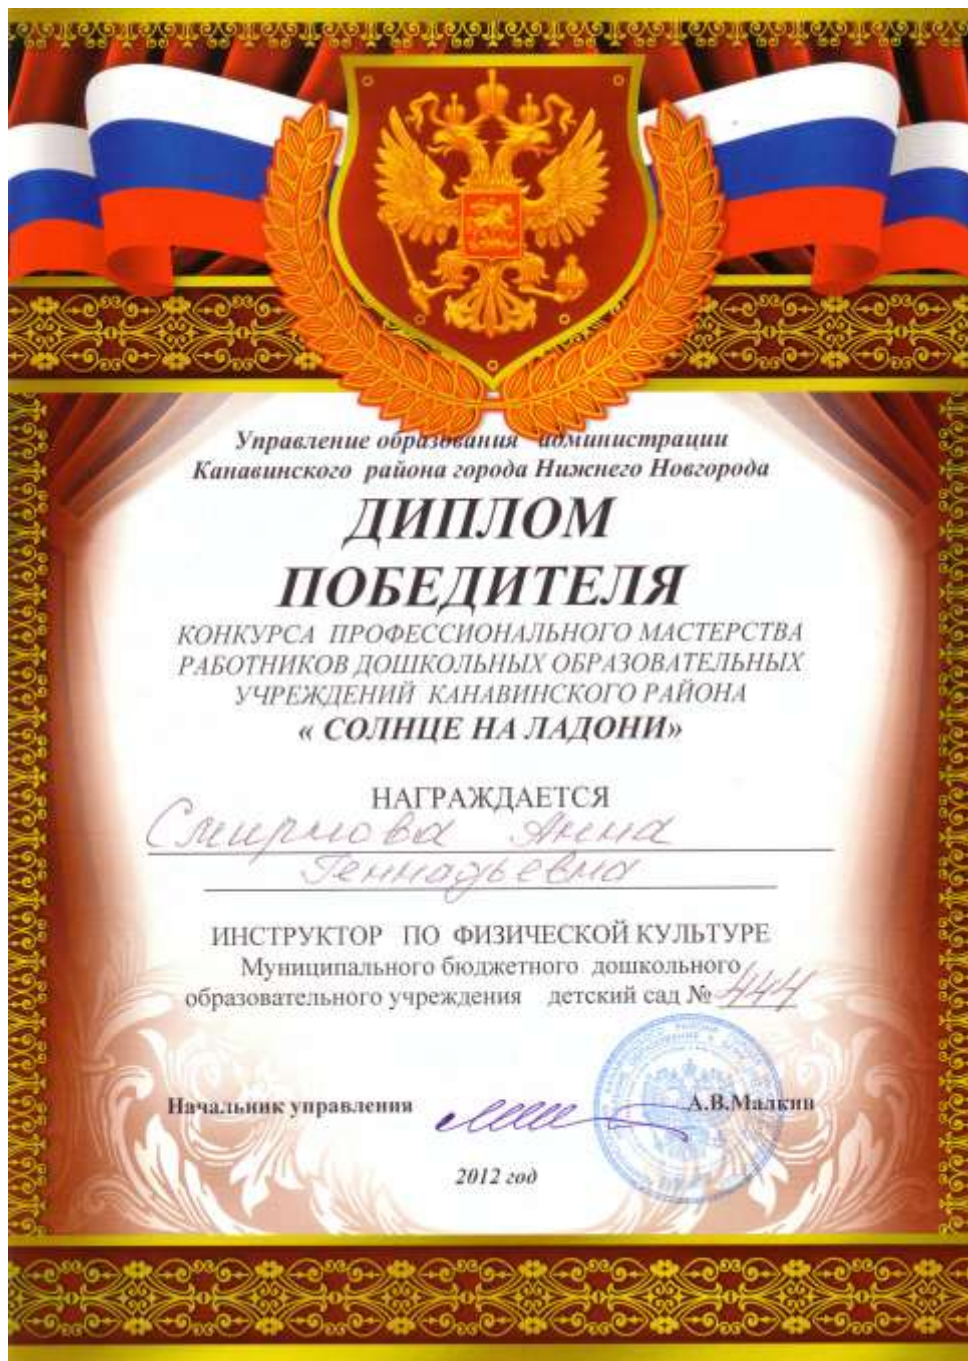 Управление образования администрации
Канавинского района города Нижнего Новгорода
ДИПЛОМ
ПОБЕДИТЕЛЯ
КОНКУРСА ПРОФЕССИОНАЛЬНОГО МАСТЕРСТВА
РАБОТНИКОВ ДОШКОЛЬНЫХ ОБРАЗОВАТЕЛЬНЫХ
УЧРЕЖДЕНИЙ КАНАВИНСКОГО РАЙОНА
« СОЛНЦЕ НА ЛАДОНИ»
НАГРАЖДАЕТСЯ
Смирнова Анна
Геннадьевна
ИНСТРУКТОР ПО ФИЗИЧЕСКОЙ КУЛЬТУРЕ
Муниципального бюджетного дошкольного
образовательного учреждения детский сад № 444
Начальник управления А.В.Малкин
2012 год